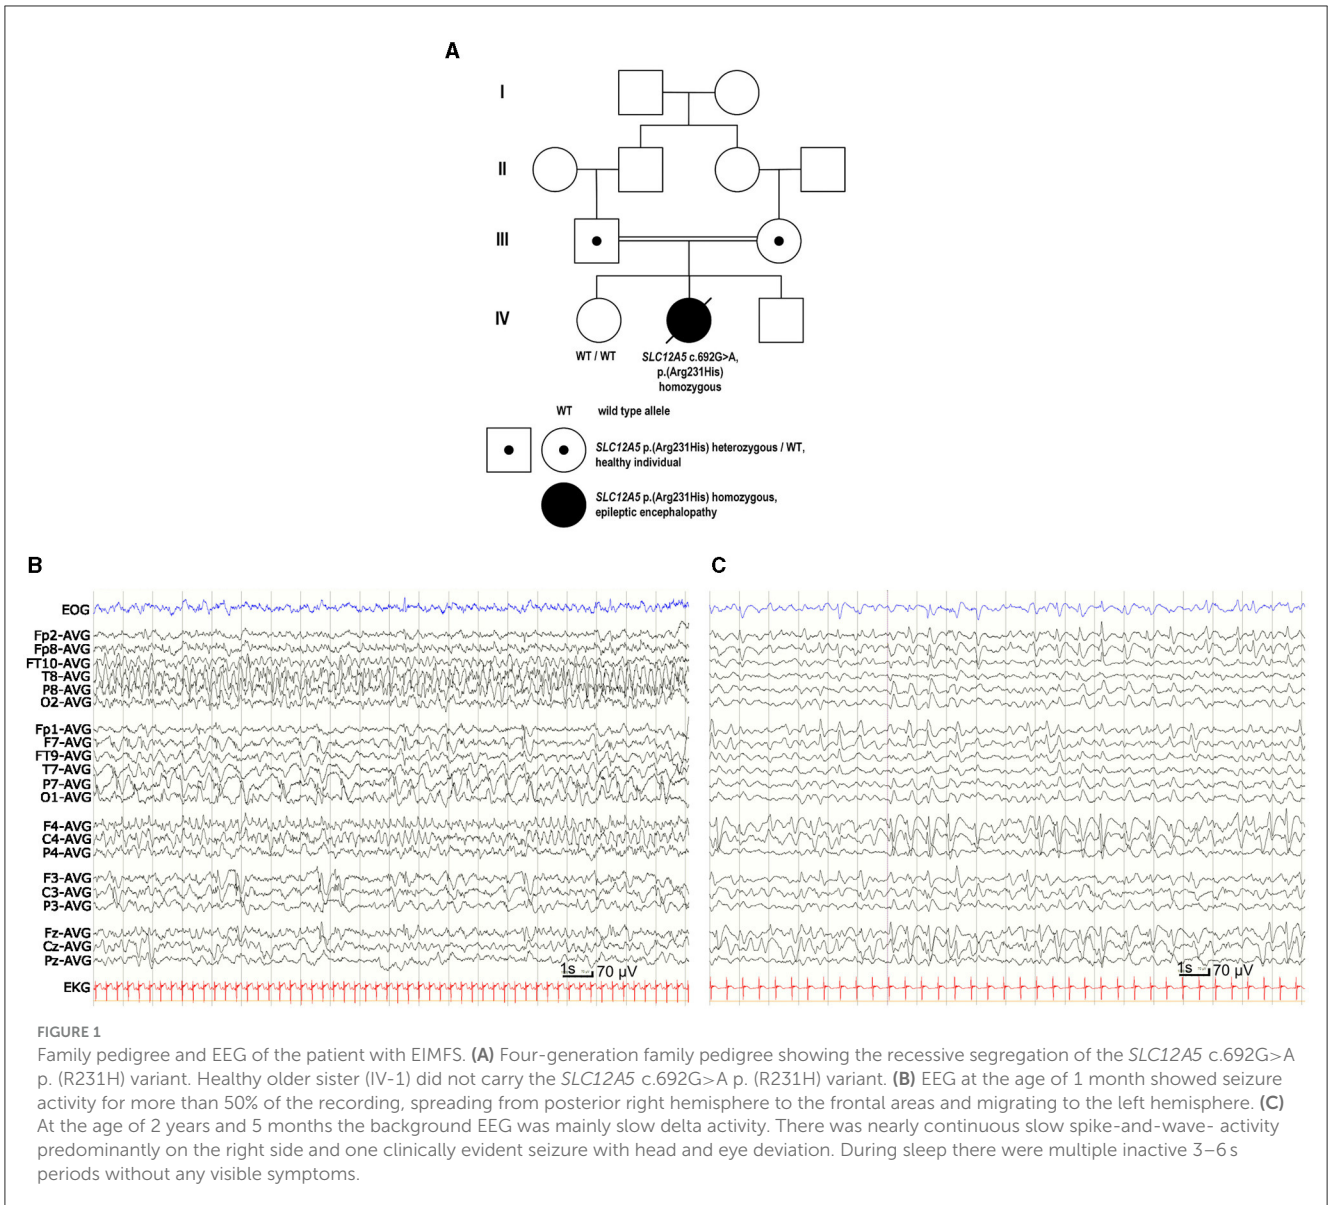 A
I
II
III
IV
WT / WT
SLC12A5 c.692G>A,
p.(Arg231His)
homozygous
WT wild type allele
SLC12A5 p.(Arg231His) heterozygous / WT,
healthy individual
SLC12A5 p.(Arg231His) homozygous,
epileptic encephalopathy
B
EOG
Fp2-AVG
Fp8-AVG
FT10-AVG
T8-AVG
P8-AVG
O2-AVG
Fp1-AVG
F7-AVG
FT9-AVG
T7-AVG
P7-AVG
O1-AVG
F4-AVG
C4-AVG
P4-AVG
F3-AVG
C3-AVG
P3-AVG
Fz-AVG
Cz-AVG
Pz-AVG
EKG
1s 70 µV
C
1s 70 µV
FIGURE 1
Family pedigree and EEG of the patient with EIMFS. (A) Four-generation family pedigree showing the recessive segregation of the SLC12A5 c.692G>A
p. (R231H) variant. Healthy older sister (IV-1) did not carry the SLC12A5 c.692G>A p. (R231H) variant. (B) EEG at the age of 1 month showed seizure
activity for more than 50% of the recording, spreading from posterior right hemisphere to the frontal areas and migrating to the left hemisphere. (C)
At the age of 2 years and 5 months the background EEG was mainly slow delta activity. There was nearly continuous slow spike-and-wave- activity
predominantly on the right side and one clinically evident seizure with head and eye deviation. During sleep there were multiple inactive 3–6 s
periods without any visible symptoms.